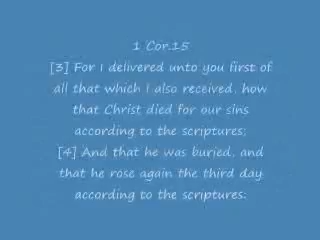 1 Cor.15
[3] For I delivered unto you first of
all that which I also received, how
that Christ died for our sins
according to the scriptures;
[4] And that he was buried, and
that he rose again the third day
according to the scriptures: